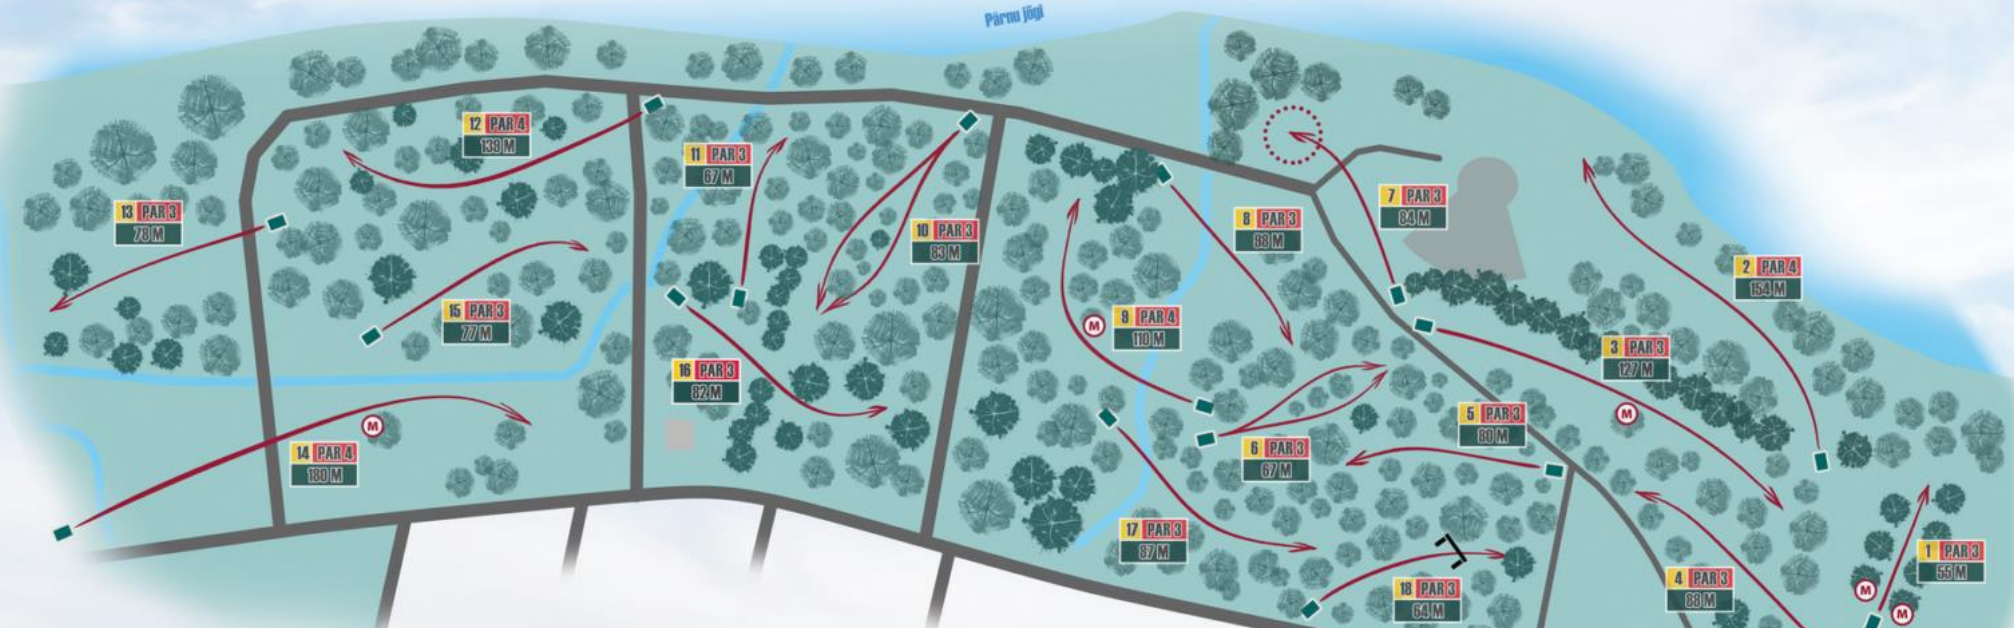 Pärnu jõgi
12 PAR 4
139 M
11 PAR 3
67 M
13 PAR 3
78 M
10 PAR 3
83 M
7 PAR 3
84 M
8 PAR 3
98 M
2 PAR 4
154 M
15 PAR 3
77 M
9 PAR 4
110 M
M
3 PAR 3
127 M
M
16 PAR 3
82 M
5 PAR 3
80 M
M
14 PAR 4
180 M
6 PAR 3
67 M
17 PAR 3
87 M
18 PAR 3
64 M
4 PAR 3
88 M
1 PAR 3
55 M
M
M